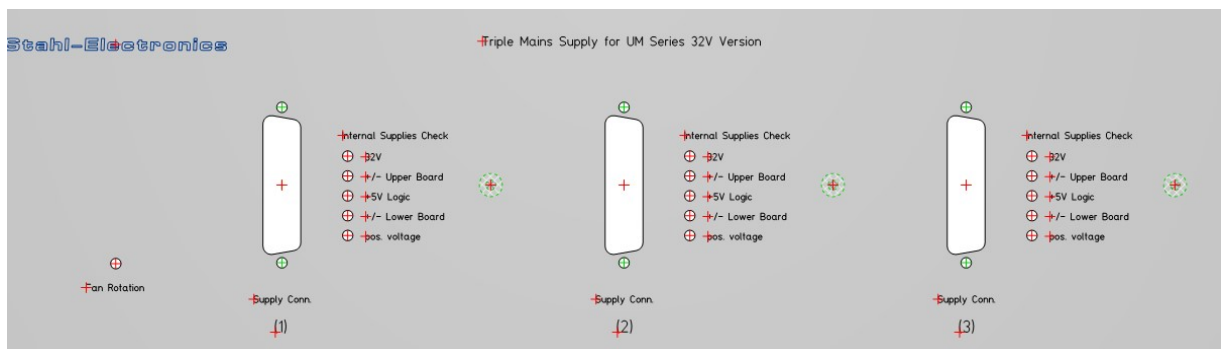 Stahl-Electronics
Triple Mains Supply for UM Series 32V Version
Internal Supplies Check
32V
+/- Upper Board
+5V Logic
+/- Lower Board
pos. voltage
Supply Conn.
(1)
Internal Supplies Check
32V
+/- Upper Board
+5V Logic
+/- Lower Board
pos. voltage
Supply Conn.
(2)
Internal Supplies Check
32V
+/- Upper Board
+5V Logic
+/- Lower Board
pos. voltage
Supply Conn.
(3)
Fan Rotation